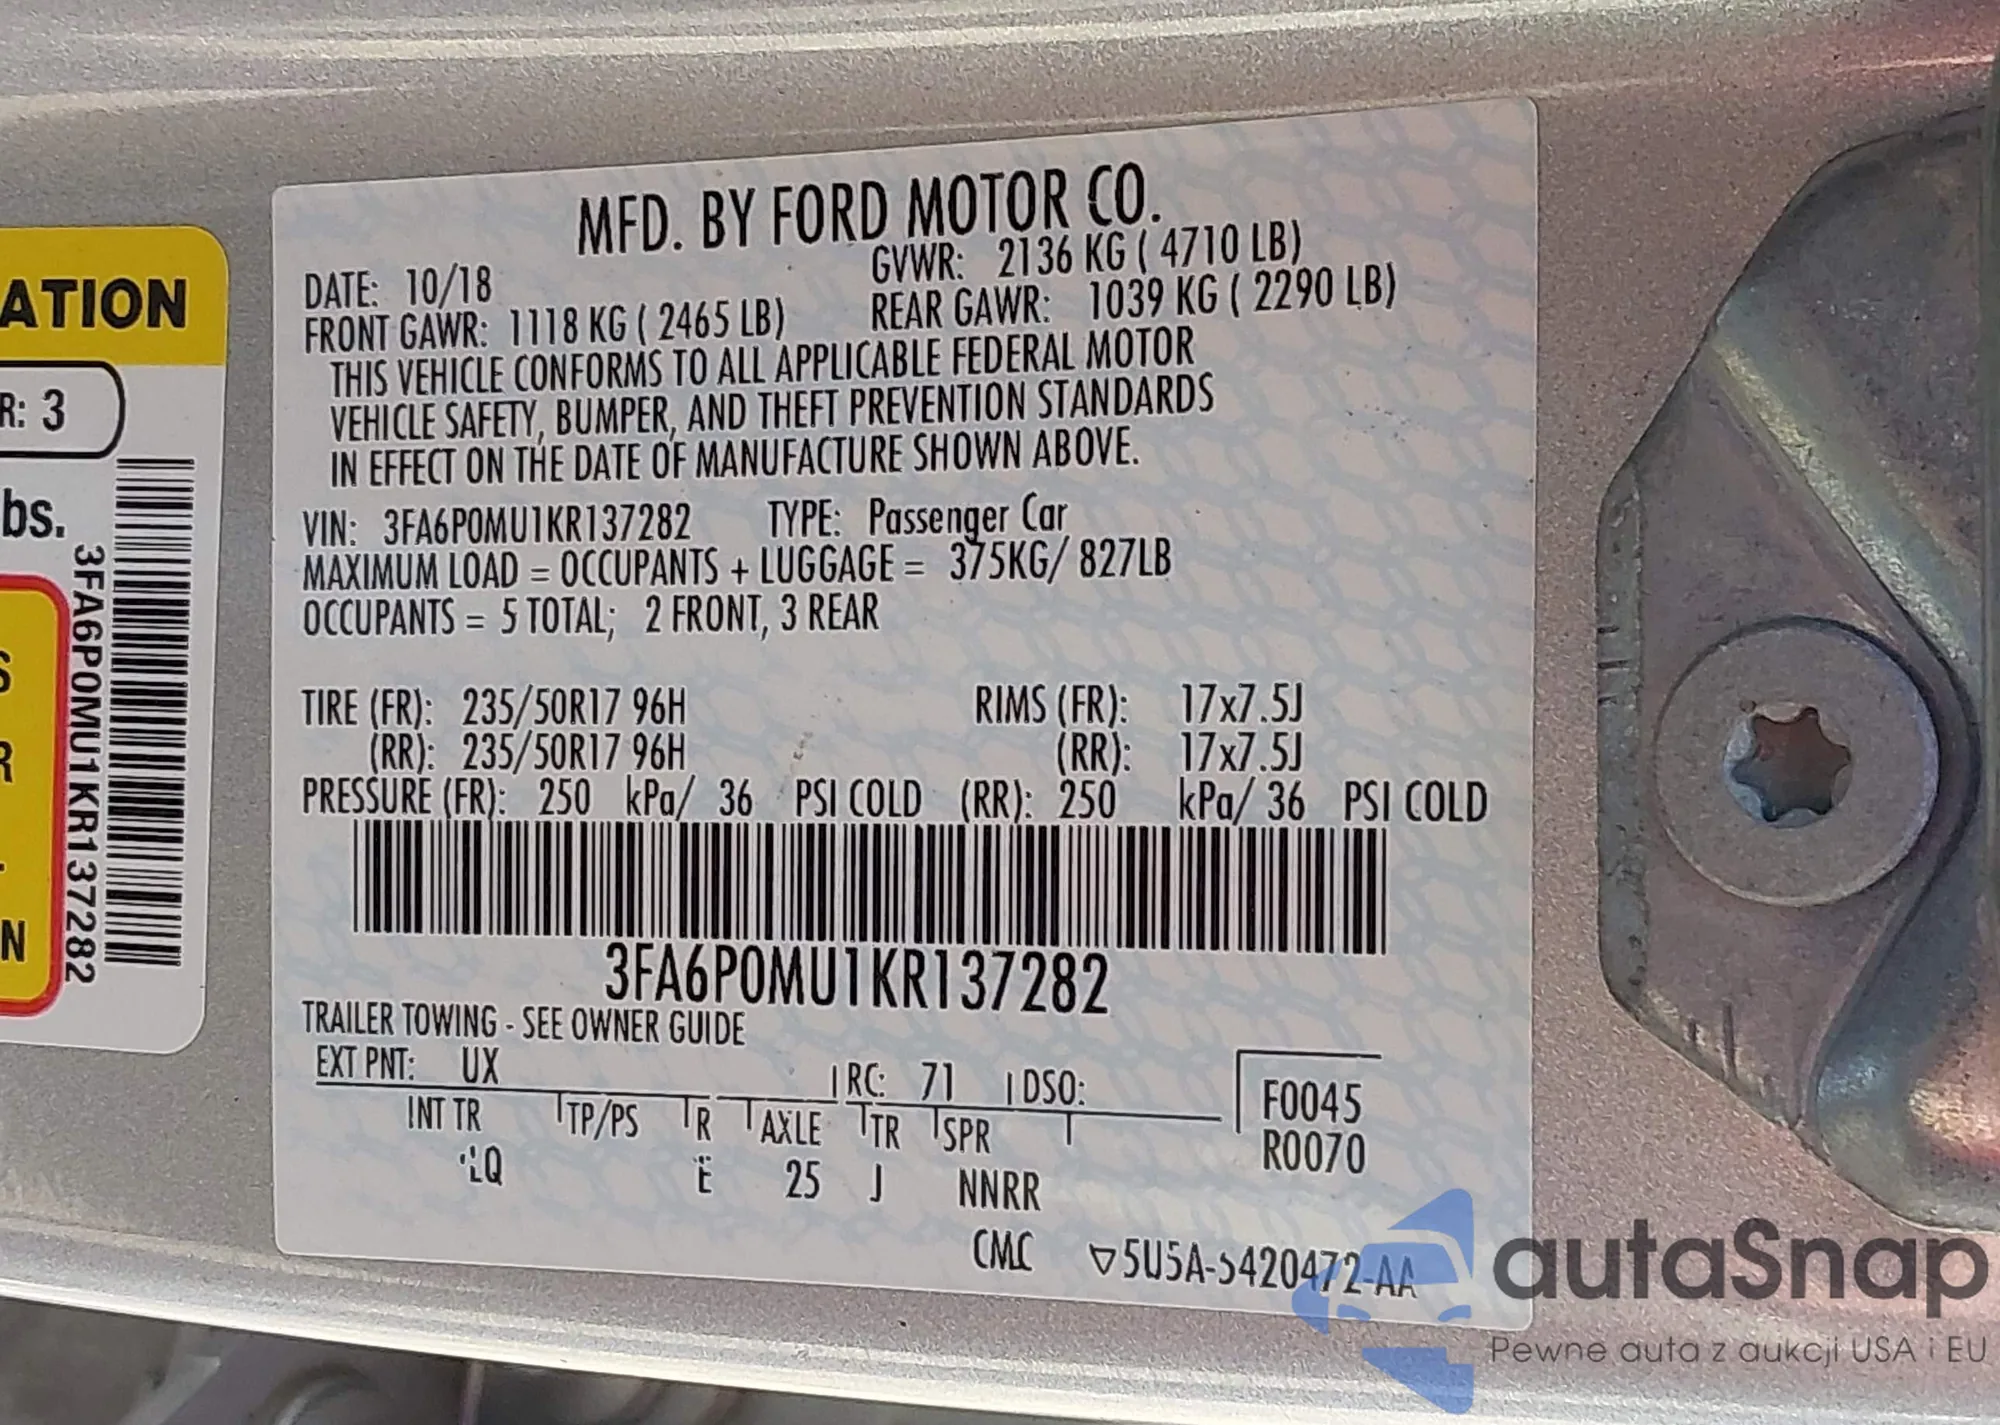 ATION
R: 3
bs.
S
R
N
3FA6P0MU1KR137282
MFD. BY FORD MOTOR CO.
DATE: 10/18
GVWR: 2136 KG ( 4710 LB)
FRONT GAWR: 1118 KG ( 2465 LB)
REAR GAWR: 1039 KG ( 2290 LB)
THIS VEHICLE CONFORMS TO ALL APPLICABLE FEDERAL MOTOR
VEHICLE SAFETY, BUMPER, AND THEFT PREVENTION STANDARDS
IN EFFECT ON THE DATE OF MANUFACTURE SHOWN ABOVE.
VIN: 3FA6P0MU1KR137282 TYPE: Passenger Car
MAXIMUM LOAD = OCCUPANTS + LUGGAGE = 375KG/ 827LB
OCCUPANTS = 5 TOTAL; 2 FRONT, 3 REAR
TIRE (FR): 235/50R17 96H RIMS (FR): 17x7.5J
(RR): 235/50R17 96H (RR): 17x7.5J
PRESSURE (FR): 250 kPa/ 36 PSI COLD (RR): 250 kPa/ 36 PSI COLD
3FA6P0MU1KR137282
TRAILER TOWING - SEE OWNER GUIDE
EXT PNT: UX RC: 71 DSO:
INT TR TP/PS R AXLE TR SPR
LQ E 25 J NNRR
F0045
R0070
CMC ▽5U5A-5420472-AA
autaSnap
Pewne auta z aukcji USA i EU